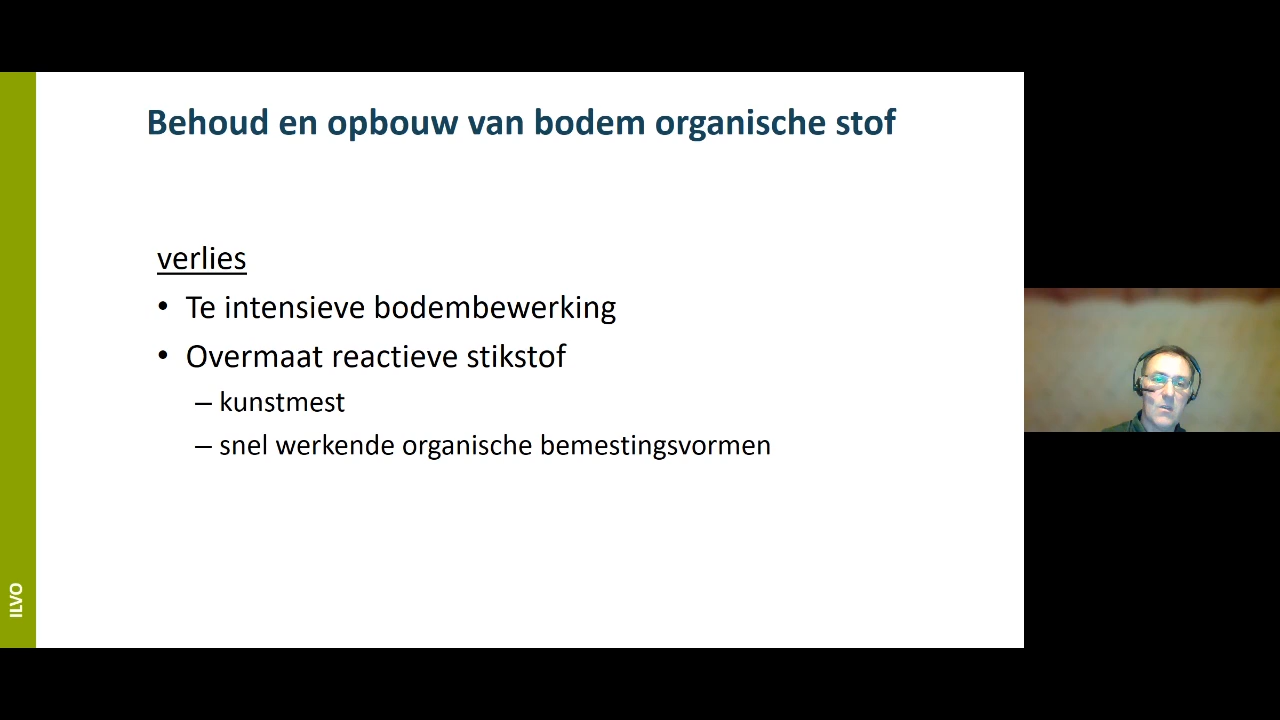 Behoud en opbouw van bodem organische stof
verlies
• Te intensieve bodembewerking
• Overmaat reactieve stikstof
– kunstmest
– snel werkende organische bemestingsvormen
ILVO